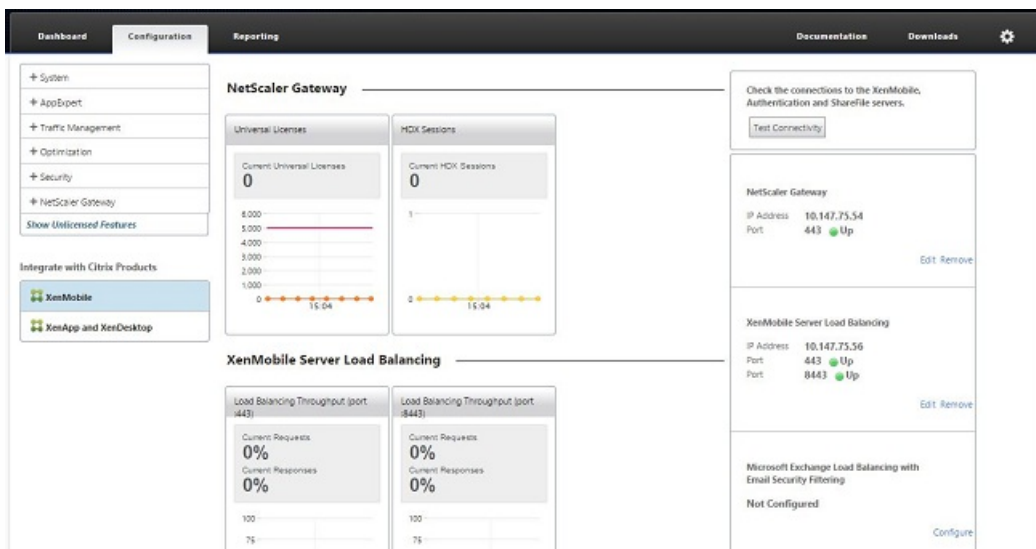 Dashboard
Configuration
Reporting
Documentation
Downloads
+ System
+ AppExpert
+ Traffic Management
+ Optimization
+ Security
+ NetScaler Gateway
Show Unlicensed Features
Integrate with Citrix Products
XenMobile
XenApp and XenDesktop
NetScaler Gateway
Universal Licenses
Current Universal Licenses
0
6,000
5,000
4,000
3,000
2,000
1,000
0
15:04
HDX Sessions
Current HDX Sessions
0
1
0
15:04
XenMobile Server Load Balancing
Load Balancing Throughput (port
:443)
Current Requests
0%
Current Responses
0%
100
75
Load Balancing Throughput (port
:8443)
Current Requests
0%
Current Responses
0%
100
75
Check the connections to the XenMobile,
Authentication and ShareFile servers.
Test Connectivity
NetScaler Gateway
IP Address 10.147.75.54
Port 443 Up
Edit Remove
XenMobile Server Load Balancing
IP Address 10.147.75.56
Port 443 Up
Port 8443 Up
Edit Remove
Microsoft Exchange Load Balancing with
Email Security Filtering
Not Configured
Configure